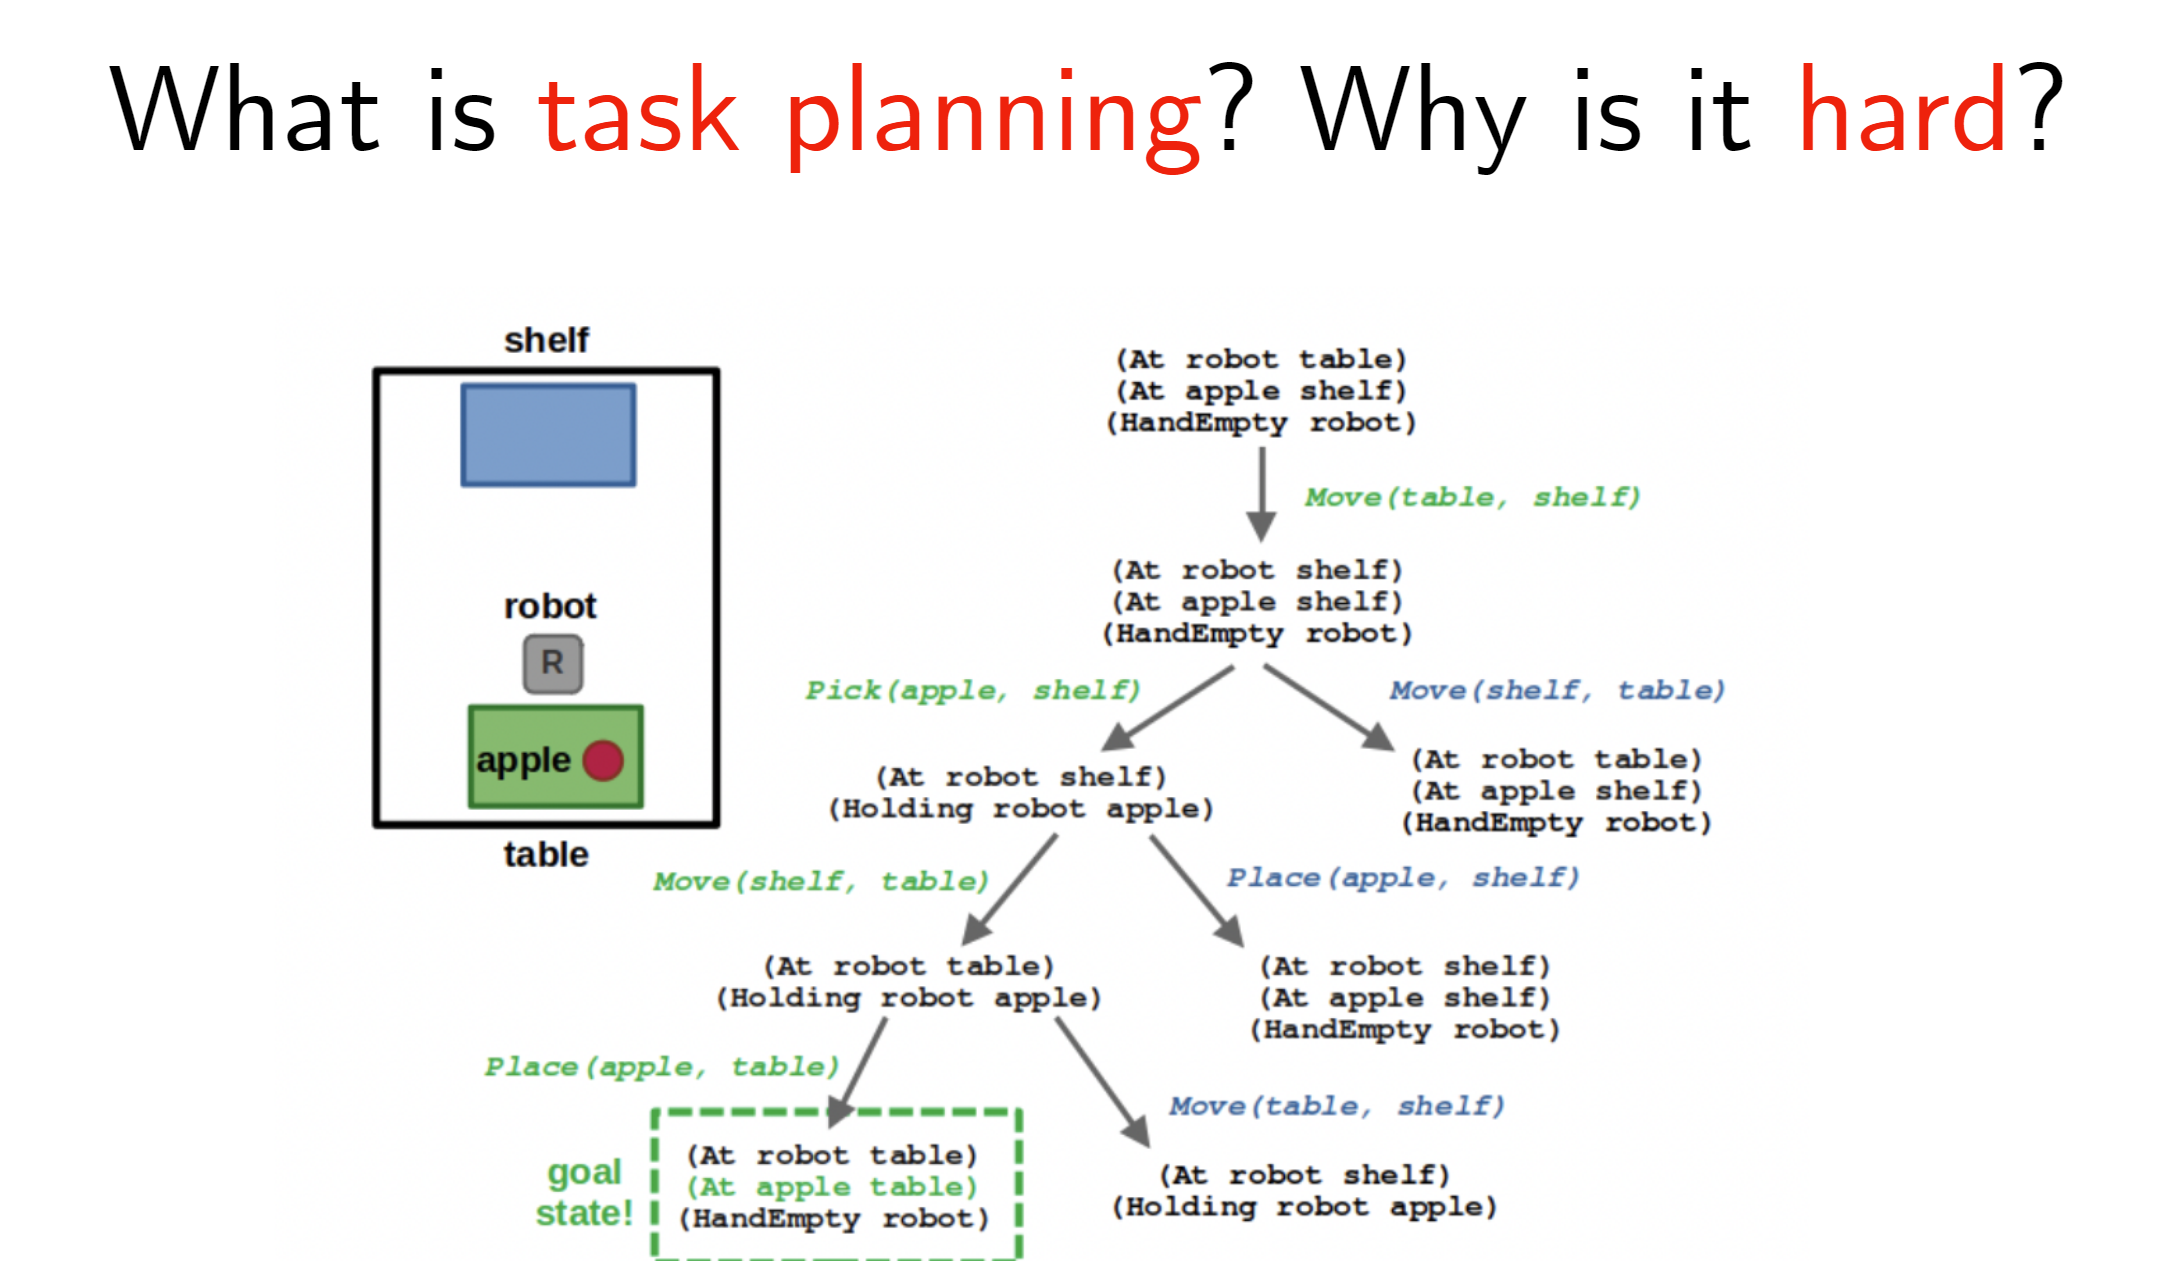 What is task planning? Why is it hard?
shelf
robot
R
apple
table
(At robot table)
(At apple shelf)
(HandEmpty robot)
Move(table, shelf)
(At robot shelf)
(At apple shelf)
(HandEmpty robot)
Pick(apple, shelf)
Move(shelf, table)
(At robot shelf)
(Holding robot apple)
(At robot table)
(At apple shelf)
(HandEmpty robot)
Move(shelf, table)
Place(apple, shelf)
(At robot table)
(Holding robot apple)
(At robot shelf)
(At apple shelf)
(HandEmpty robot)
Place(apple, table)
Move(table, shelf)
goal
state!
(At robot table)
(At apple table)
(HandEmpty robot)
(At robot shelf)
(Holding robot apple)